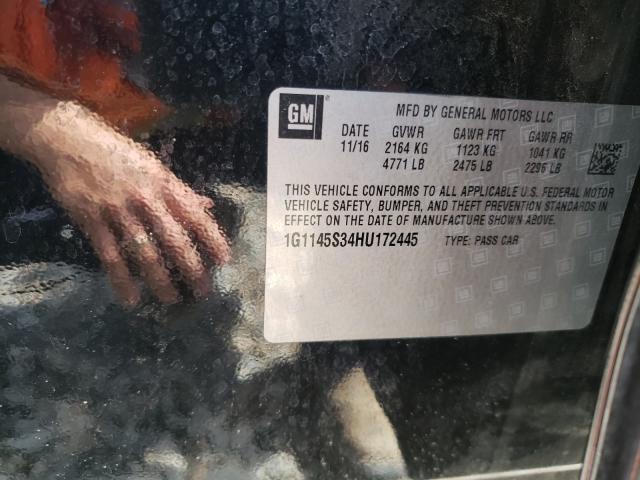 GM
MFD BY GENERAL MOTORS LLC
DATE GVWR GAWR FRT GAWR RR
11/16 2164 KG 1123 KG 1041 KG
4771 LB 2475 LB 2296 LB
THIS VEHICLE CONFORMS TO ALL APPLICABLE U.S. FEDERAL MOTOR
VEHICLE SAFETY, BUMPER, AND THEFT PREVENTION STANDARDS IN
EFFECT ON THE DATE OF MANUFACTURE SHOWN ABOVE.
1G1145S34HU172445 TYPE: PASS CAR